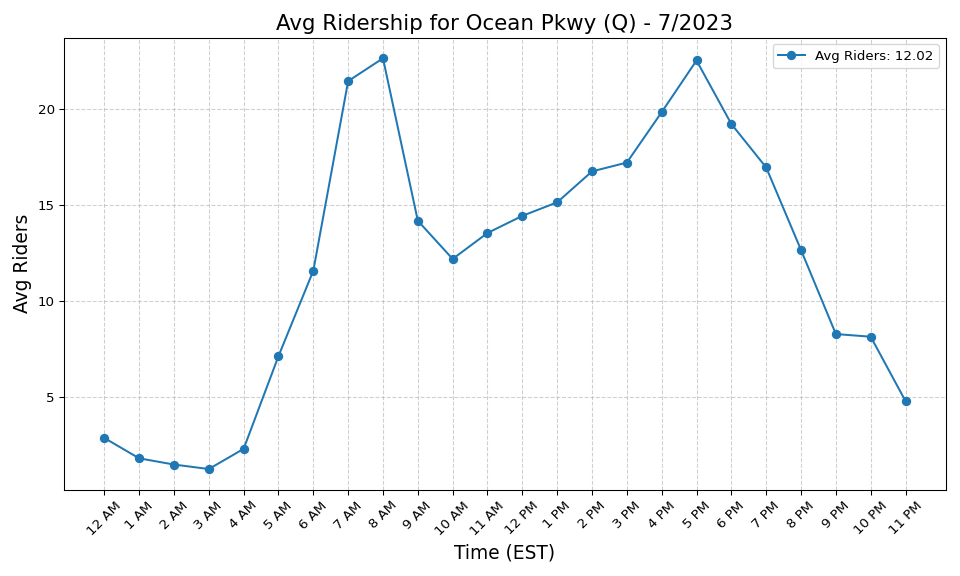 Avg Ridership for Ocean Pkwy (Q) - 7/2023
Avg Riders: 12.02
Avg Riders
20
15
10
5
12 AM
1 AM
2 AM
3 AM
4 AM
5 AM
6 AM
7 AM
8 AM
9 AM
10 AM
11 AM
12 PM
1 PM
2 PM
3 PM
4 PM
5 PM
6 PM
7 PM
8 PM
9 PM
10 PM
11 PM
Time (EST)